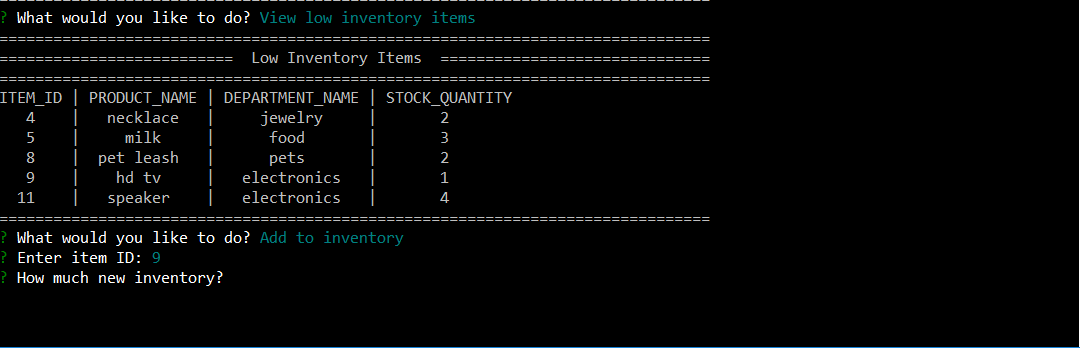 ===============================================================================
? What would you like to do? View low inventory items
===============================================================================
==========================  Low Inventory Items  ==============================
===============================================================================
ITEM_ID | PRODUCT_NAME | DEPARTMENT_NAME | STOCK_QUANTITY
4 | necklace | jewelry | 2
5 | milk | food | 3
8 | pet leash | pets | 2
9 | hd tv | electronics | 1
11 | speaker | electronics | 4
===============================================================================
? What would you like to do? Add to inventory
? Enter item ID: 9
? How much new inventory?